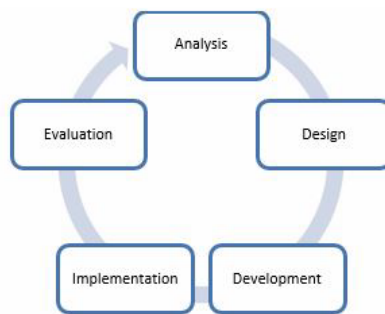 Analysis
Design
Development
Implementation
Evaluation